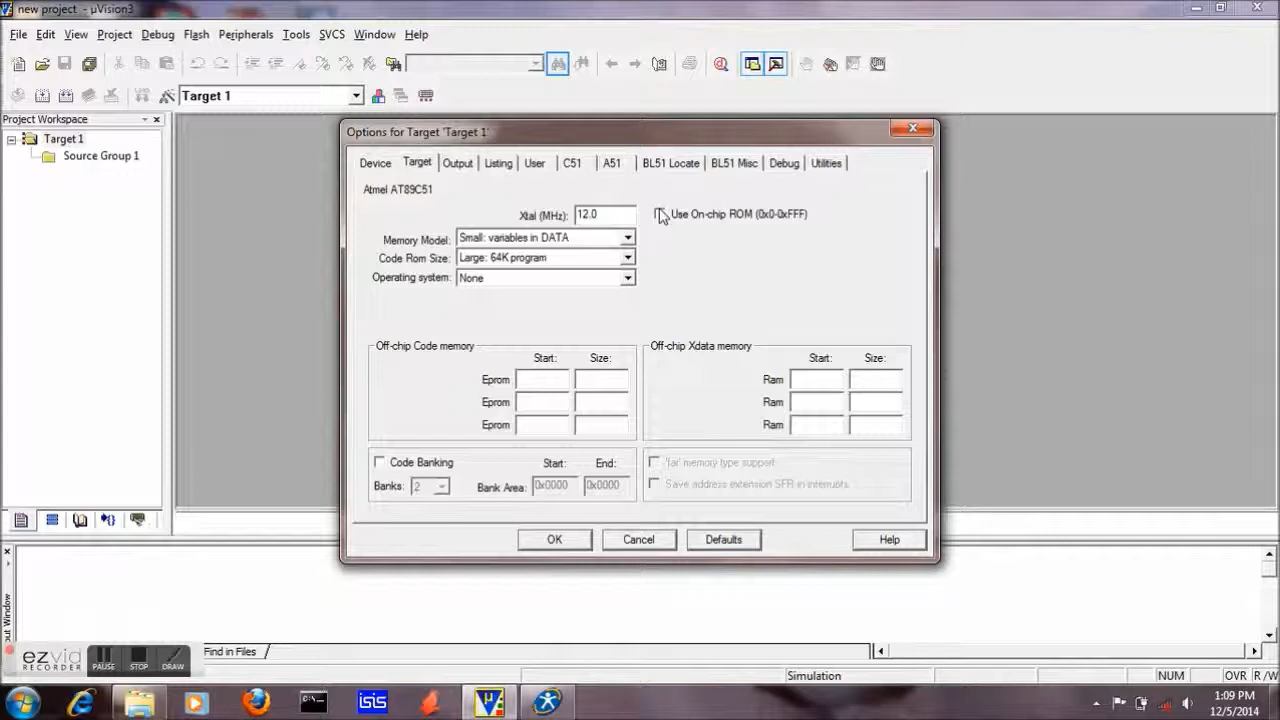 new project - µVision3
File Edit View Project Debug Flash Peripherals Tools SVCS Window Help
Target 1
Project Workspace
Target 1
Source Group 1
Options for Target 'Target 1'
Device Target Output Listing User C51 A51 BL51 Locate BL51 Misc Debug Utilities
Atmel AT89C51
Xtal (MHz): 12.0 Use On-chip ROM (0x0-0xFFF)
Memory Model: Small: variables in DATA
Code Rom Size: Large: 64K program
Operating system: None
Off-chip Code memory
Start: Size:
Eprom
Eprom
Eprom
Off-chip Xdata memory
Start: Size:
Ram
Ram
Ram
Code Banking Start: End:
Banks: 2 Bank Area: 0x0000 0x0000
'far' memory type support
Save address extension SFR in interrupts
OK Cancel Defaults Help
ut Window
Find in Files
ezvid
RECORDER
PAUSE STOP DRAW
Simulation NUM OVR R/W
isis
1:09 PM
12/5/2014